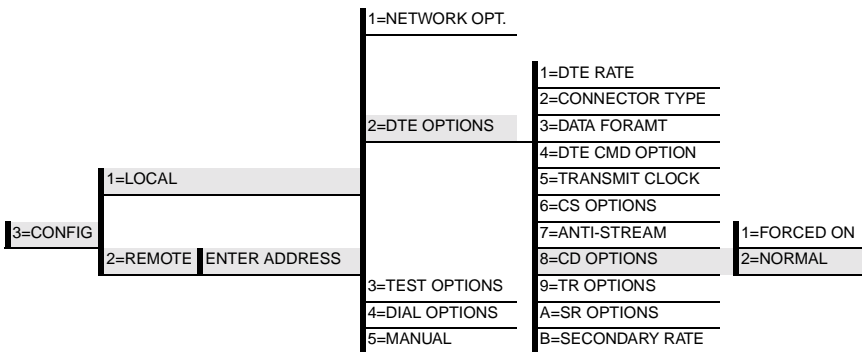 1=NETWORK OPT.
1=DTE RATE
2=CONNECTOR TYPE
2=DTE OPTIONS
3=DATA FORAMT
4=DTE CMD OPTION
1=LOCAL
5=TRANSMIT CLOCK
6=CS OPTIONS
3=CONFIG
7=ANTI-STREAM
1=FORCED ON
2=REMOTE
ENTER ADDRESS
8=CD OPTIONS
2=NORMAL
3=TEST OPTIONS
9=TR OPTIONS
4=DIAL OPTIONS
A=SR OPTIONS
5=MANUAL
B=SECONDARY RATE